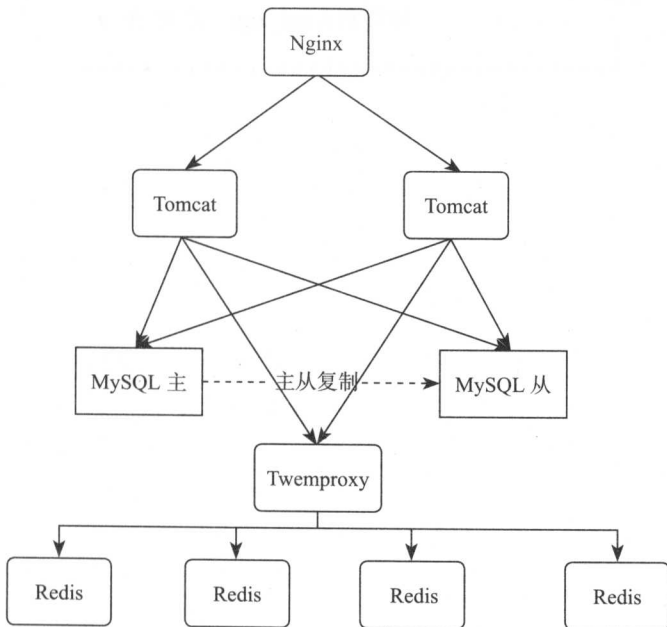 Nginx
Tomcat
Tomcat
MySQL 主
主从复制
MySQL 从
Twemproxy
Redis
Redis
Redis
Redis